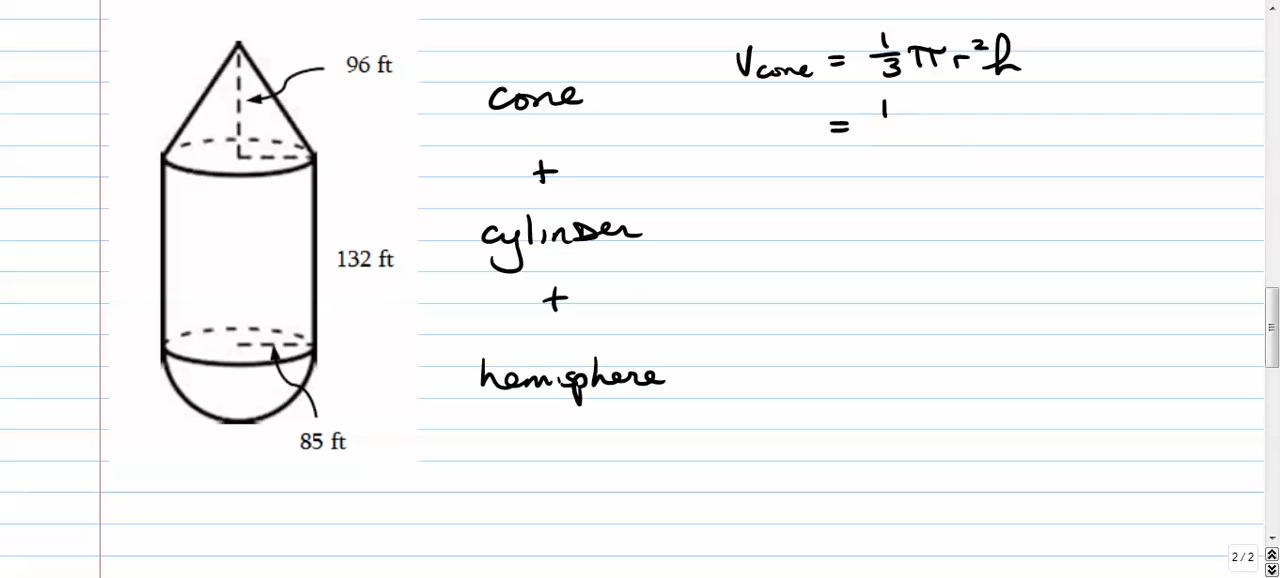 96 ft
V cone = 1/3 π r² h
cone
= 1
+
cylinder
132 ft
+
hemisphere
85 ft
2 / 2